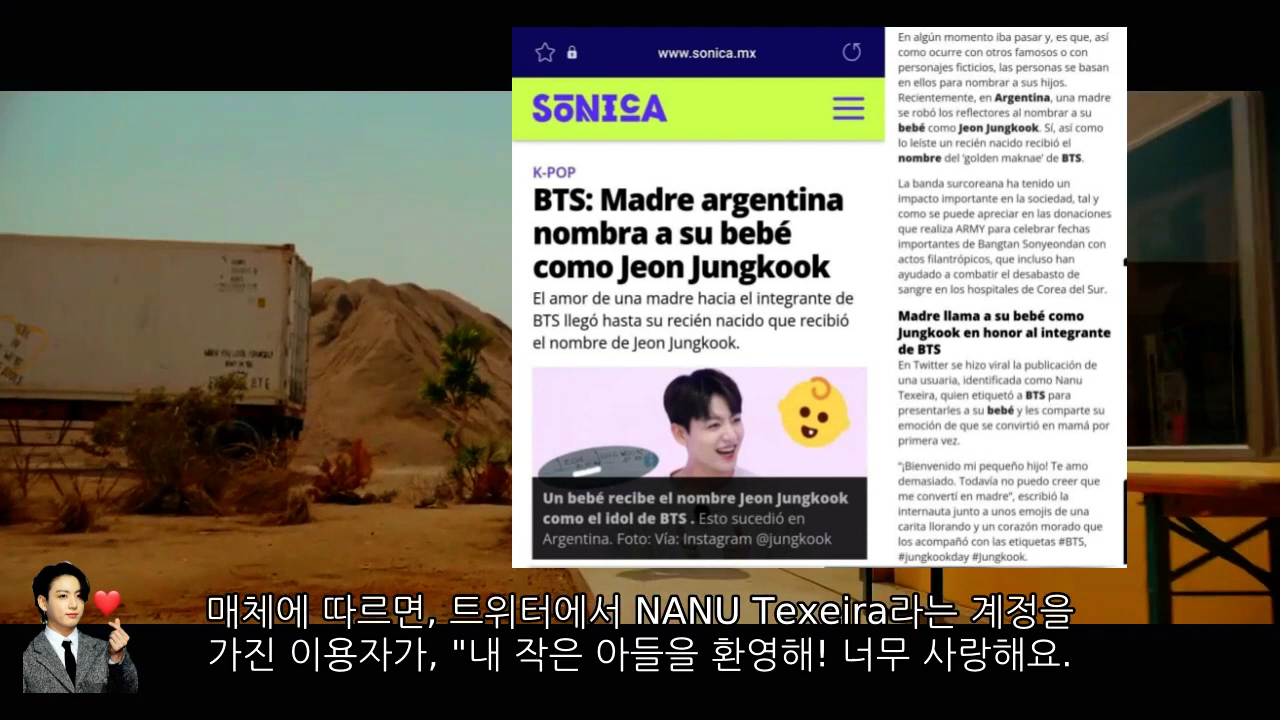 www.sonica.mx
SōNICA
K-POP
BTS: Madre argentina
nombra a su bebé
como Jeon Jungkook
El amor de una madre hacia el integrante de
BTS llegó hasta su recién nacido que recibió
el nombre de Jeon Jungkook.
Un bebé recibe el nombre Jeon Jungkook
como el idol de BTS . Esto sucedió en
Argentina. Foto: Vía: Instagram @jungkook
En algún momento iba pasar y, es que, así
como ocurre con otros famosos o con
personajes ficticios, las personas se basan
en ellos para nombrar a sus hijos.
Recientemente, en Argentina, una madre
se robó los reflectores al nombrar a su
bebé como Jeon Jungkook. Sí, así como
lo leíste un recién nacido recibió el
nombre del 'golden maknae' de BTS.
La banda surcoreana ha tenido un
impacto importante en la sociedad, tal y
como se puede apreciar en las donaciones
que realiza ARMY para celebrar fechas
importantes de Bangtan Sonyeondan con
actos filantrópicos, que incluso han
ayudado a combatir el desabasto de
sangre en los hospitales de Corea del Sur.
Madre llama a su bebé como
Jungkook en honor al integrante
de BTS
En Twitter se hizo viral la publicación de
una usuaria, identificada como Nanu
Texeira, quien etiquetó a BTS para
presentarles a su bebé y les comparte su
emoción de que se convirtió en mamá por
primera vez.
"¡Bienvenido mi pequeño hijo! Te amo
demasiado. Todavía no puedo creer que
me convertí en madre", escribió la
internauta junto a unos emojis de una
carita llorando y un corazón morado que
los acompañó con las etiquetas #BTS,
#jungkookday #Jungkook.
매체에 따르면, 트위터에서 NANU Texeira라는 계정을
가진 이용자가, "내 작은 아들을 환영해! 너무 사랑해요.